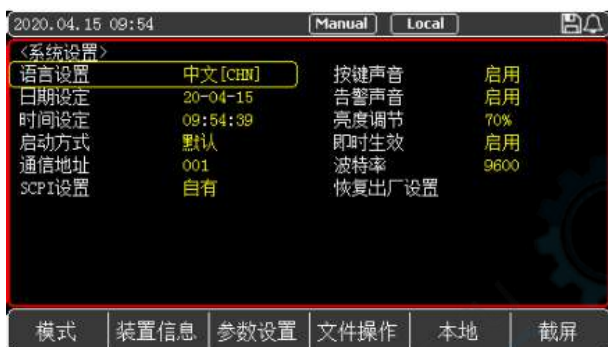 2020.04.15 09:54 Manual Local
<系统设置>
语言设置 中文[CHN] 按键声音 启用
日期设定 20-04-15 告警声音 启用
时间设定 09:54:39 亮度调节 70%
启动方式 默认 即时生效 启用
通信地址 001 波特率 9600
SCPI设置 自有 恢复出厂设置
模式 装置信息 参数设置 文件操作 本地 截屏